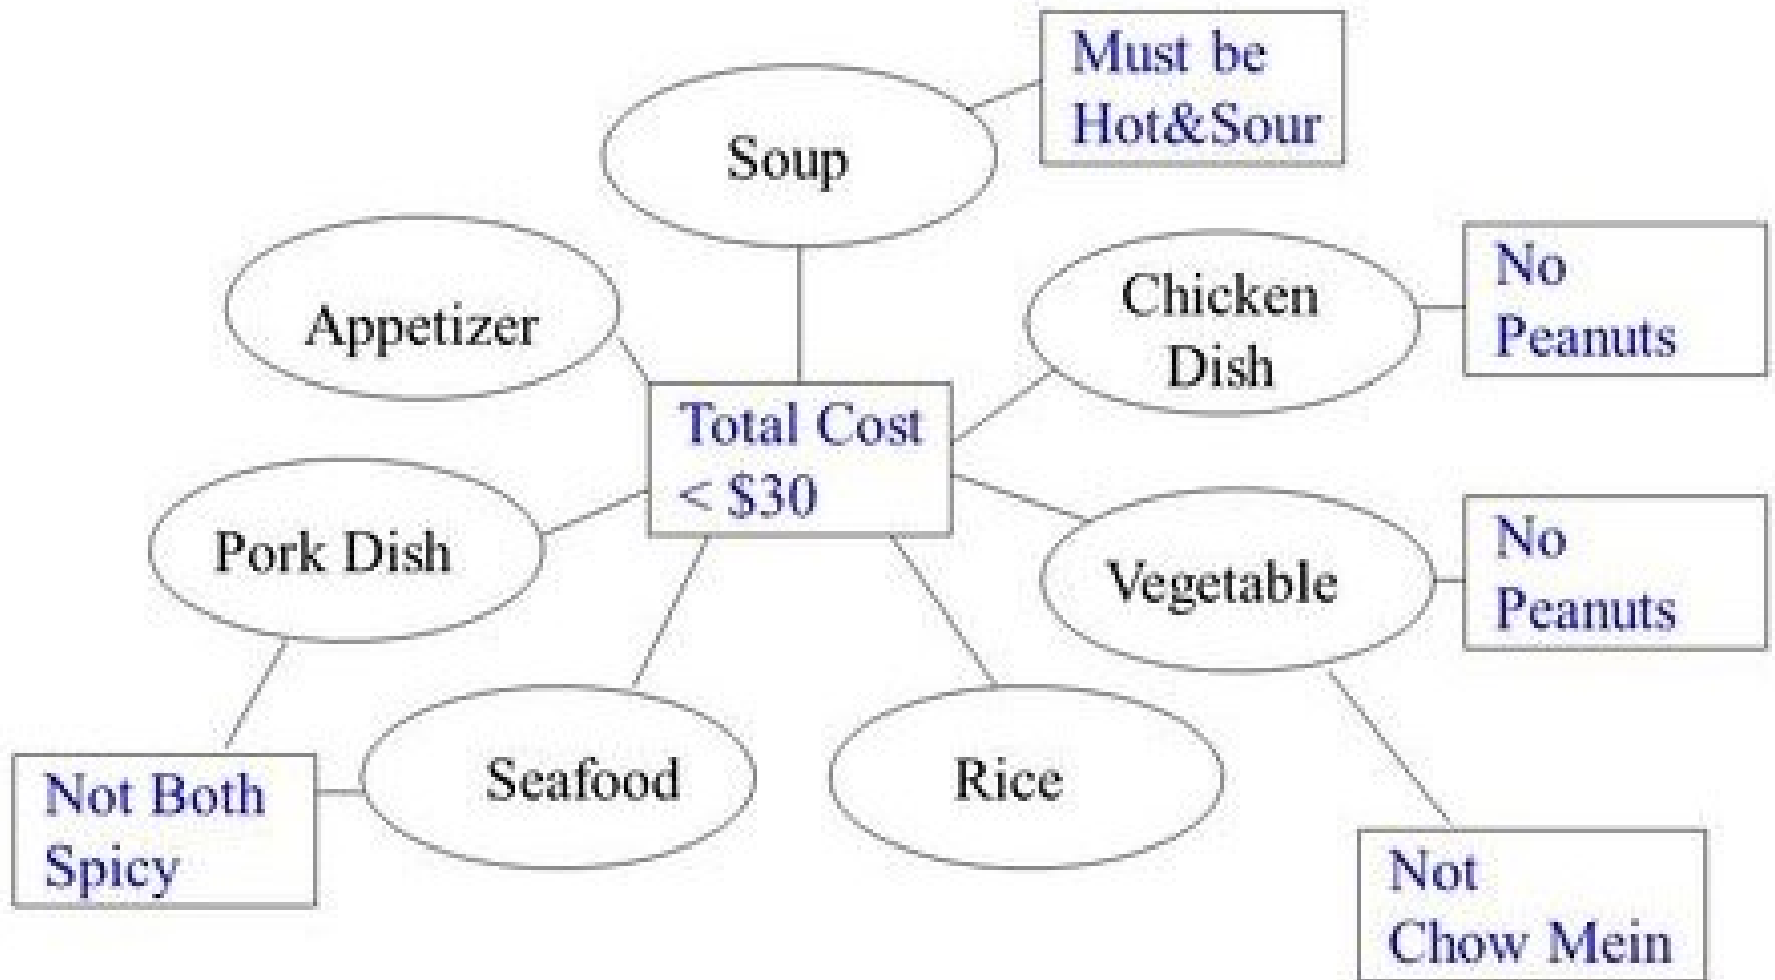 Must be
Hot&Sour
Soup
No
Peanuts
Chicken
Dish
Appetizer
Total Cost
< $30
No
Peanuts
Pork Dish
Vegetable
Not Both
Spicy
Seafood
Rice
Not
Chow Mein